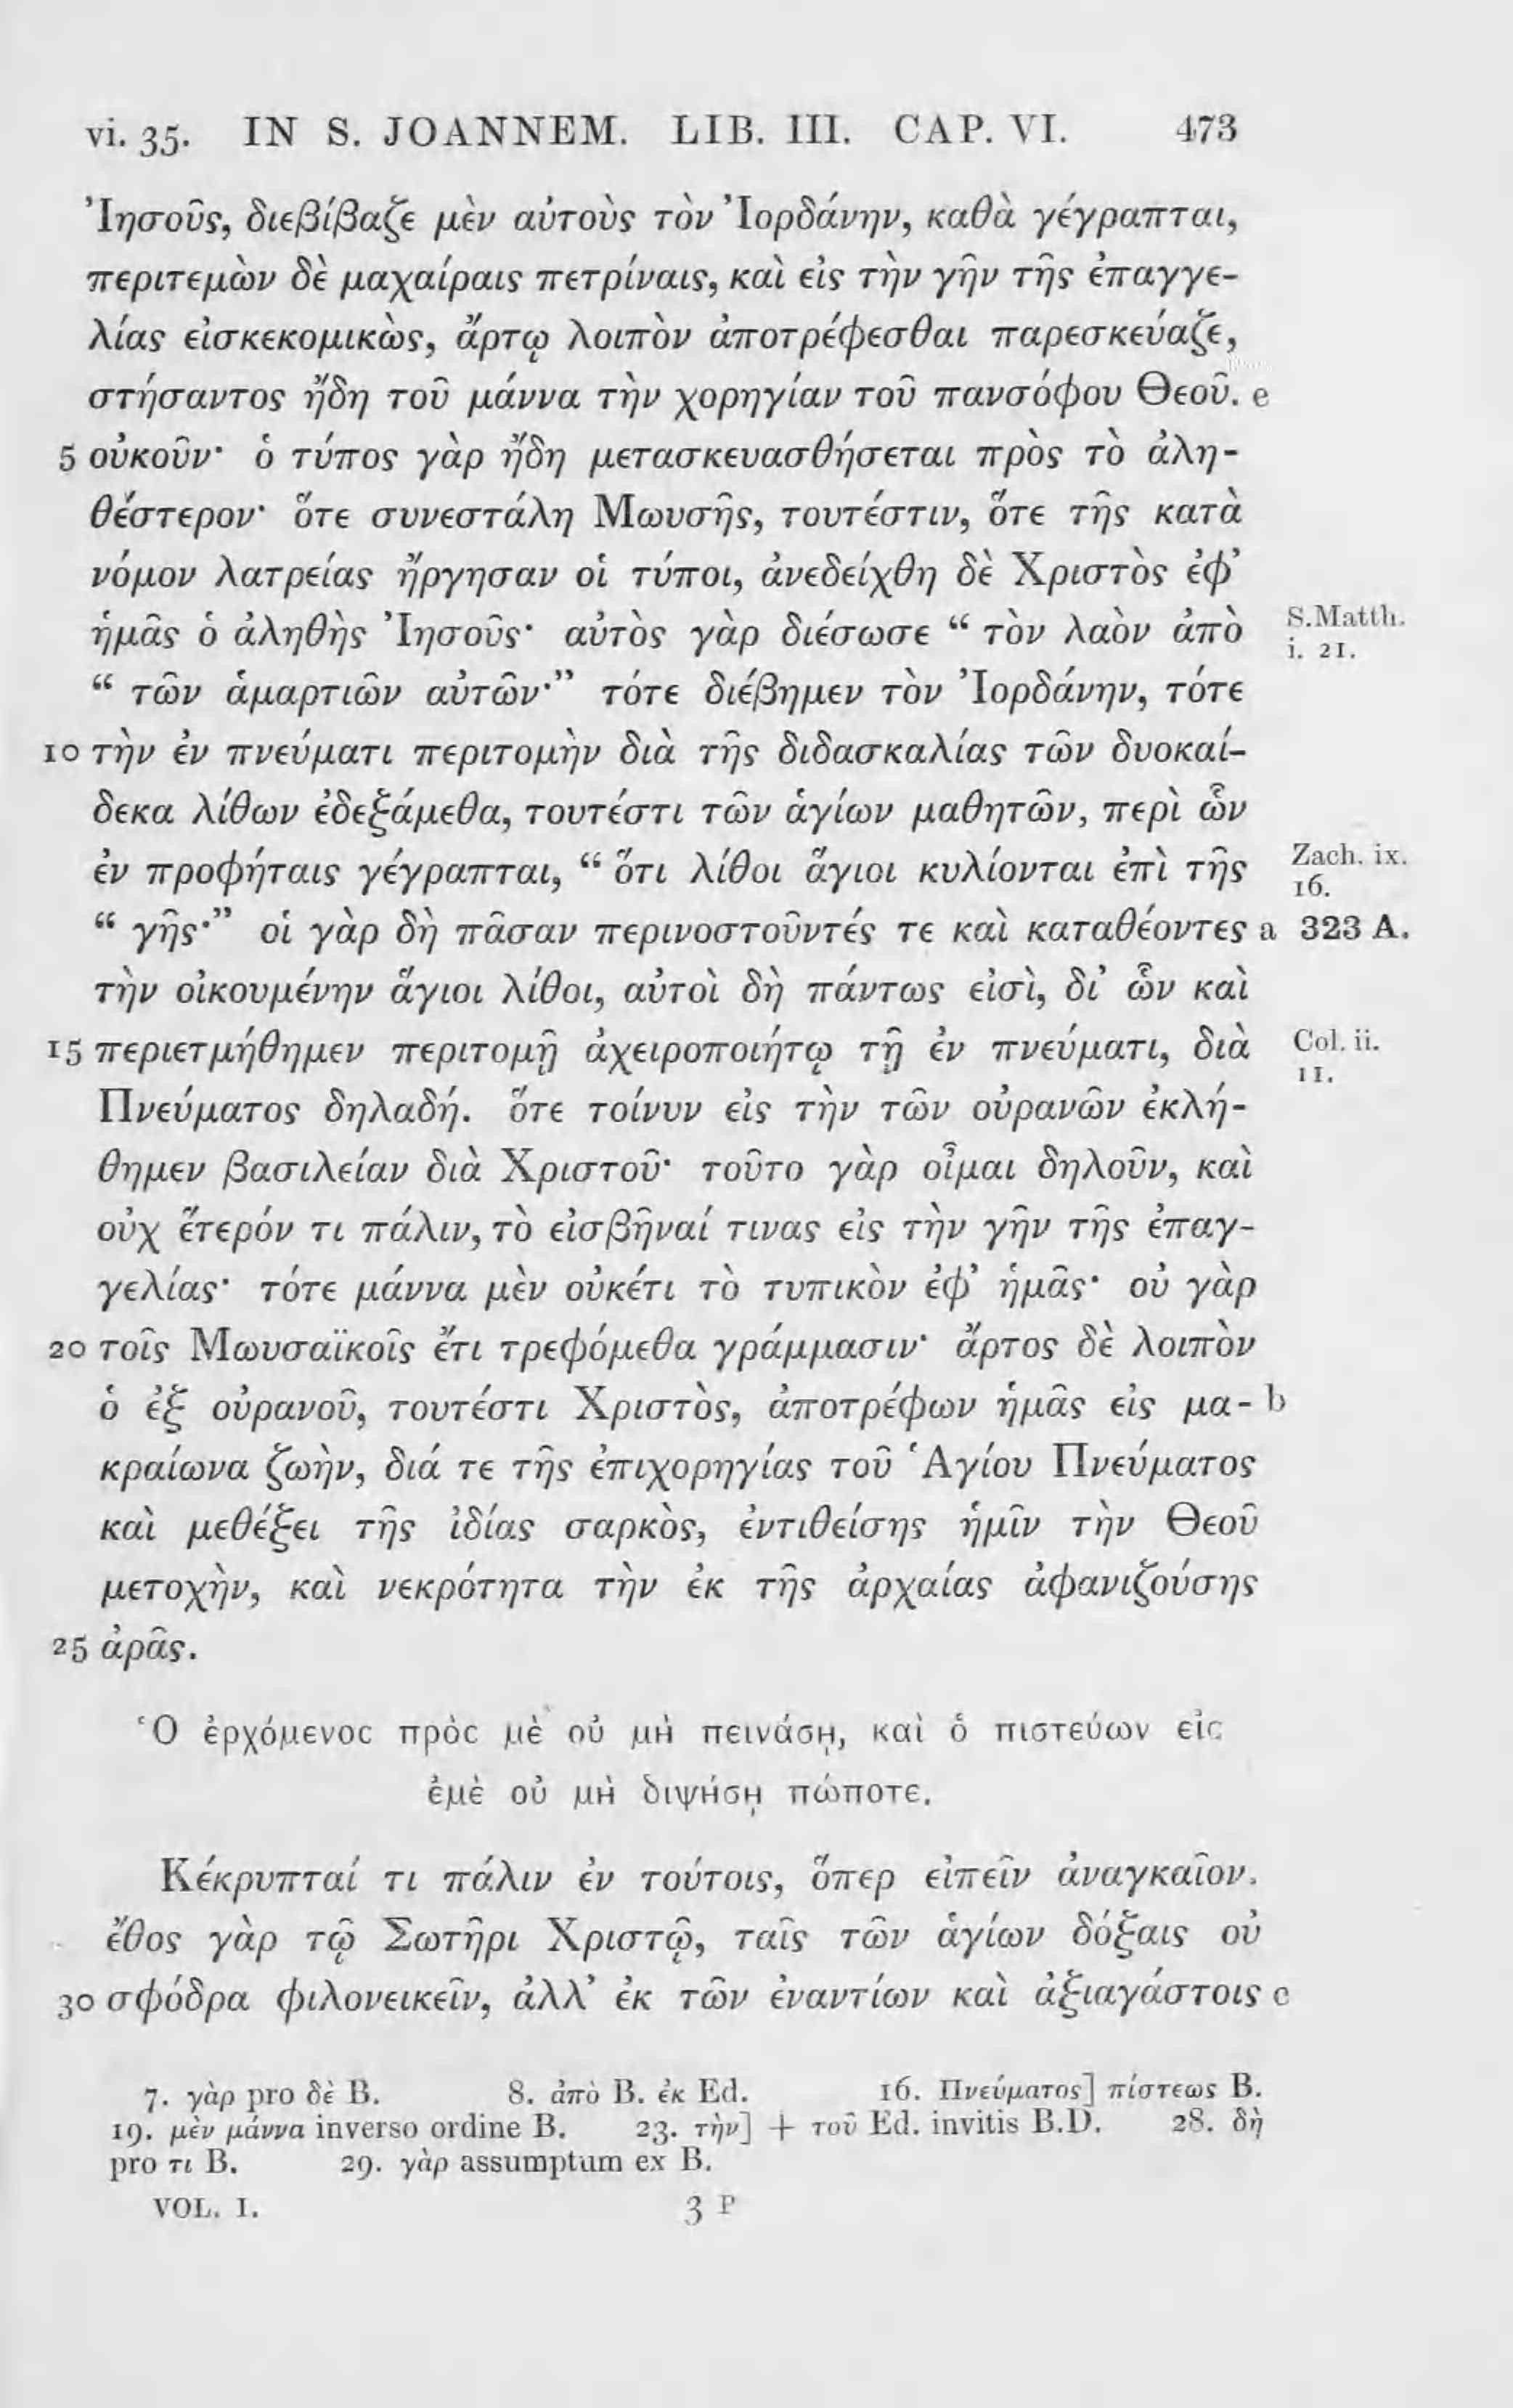 vi. 35. IN S. JOANNEM. LIB. III. CAP. VI. 473
Ἰησοῦς, διεβίβαζε μὲν αὐτοὺς τὸν Ἰορδάνην, καθὰ γέγραπται,
περιτεμὼν δὲ μαχαίραις πετρίναις, καὶ εἰς τὴν γῆν τῆς ἐπαγγε-
λίας εἰσκεκομικὼς, ἄρτῳ λοιπὸν ἀποτρέφεσθαι παρεσκεύαζε,
στήσαντος ἤδη τοῦ μάννα τὴν χορηγίαν τοῦ πανσόφου Θεοῦ. e
5 οὐκοῦν· ὁ τύπος γὰρ ἤδη μετασκευασθήσεται πρὸς τὸ ἀλη-
θέστερον· ὅτε συνεστάλη Μωυσῆς, τουτέστιν, ὅτε τῆς κατὰ
νόμον λατρείας ἤργησαν οἱ τύποι, ἀνεδείχθη δὲ Χριστὸς ἐφ’
ἡμᾶς ὁ ἀληθὴς Ἰησοῦς· αὐτὸς γὰρ διέσωσε “ τὸν λαὸν ἀπὸ S.Matth. i. 21.
“ τῶν ἁμαρτιῶν αὐτῶν·” τότε διέβημεν τὸν Ἰορδάνην, τότε
10 τὴν ἐν πνεύματι περιτομὴν διὰ τῆς διδασκαλίας τῶν δυοκαί-
δεκα λίθων ἐδεξάμεθα, τουτέστι τῶν ἁγίων μαθητῶν, περὶ ὧν
ἐν προφήταις γέγραπται, “ ὅτι λίθοι ἅγιοι κυλίονται ἐπὶ τῆς Zach. ix. 16.
“ γῆς·” οἱ γὰρ δὴ πᾶσαν περινοστοῦντές τε καὶ καταθέοντες a 323 A.
τὴν οἰκουμένην ἅγιοι λίθοι, αὐτοὶ δὴ πάντως εἰσὶ, δι’ ὧν καὶ
15 περιετμήθημεν περιτομῇ ἀχειροποιήτῳ τῇ ἐν πνεύματι, διὰ Col. ii. 11.
Πνεύματος δηλαδή. ὅτε τοίνυν εἰς τὴν τῶν οὐρανῶν ἐκλή-
θημεν βασιλείαν διὰ Χριστοῦ· τοῦτο γὰρ οἶμαι δηλοῦν, καὶ
οὐχ ἕτερόν τι πάλιν, τὸ εἰσβῆναί τινας εἰς τὴν γῆν τῆς ἐπαγ-
γελίας· τότε μάννα μὲν οὐκέτι τὸ τυπικὸν ἐφ’ ἡμᾶς· οὐ γὰρ
20 τοῖς Μωυσαϊκοῖς ἔτι τρεφόμεθα γράμμασιν· ἄρτος δὲ λοιπὸν
ὁ ἐξ οὐρανοῦ, τουτέστι Χριστὸς, ἀποτρέφων ἡμᾶς εἰς μα- b
κραίωνα ζωὴν, διά τε τῆς ἐπιχορηγίας τοῦ Ἁγίου Πνεύματος
καὶ μεθέξει τῆς ἰδίας σαρκὸς, ἐντιθείσης ἡμῖν τὴν Θεοῦ
μετοχὴν, καὶ νεκρότητα τὴν ἐκ τῆς ἀρχαίας ἀφανιζούσης
25 ἀρᾶς.
Ὁ ἐρχόμενος πρὸς μὲ οὐ μὴ πεινάσῃ, καὶ ὁ πιστεύων εἰς
ἐμὲ οὐ μὴ διψήσῃ πώποτε.
Κέκρυπταί τι πάλιν ἐν τούτοις, ὅπερ εἰπεῖν ἀναγκαῖον.
ἔθος γὰρ τῷ Σωτῆρι Χριστῷ, ταῖς τῶν ἁγίων δόξαις οὐ
30 σφόδρα φιλονεικεῖν, ἀλλ’ ἐκ τῶν ἐναντίων καὶ ἀξιαγάστοις c
7. γὰρ pro δὲ B. 8. ἀπὸ B. ἐκ Ed. 16. Πνεύματος] πίστεως B.
19. μὲν μάννα inverso ordine B. 23. τὴν] + τοῦ Ed. invitis B.D. 28. δὴ
pro τι B. 29. γὰρ assumptum ex B.
VOL. I. 3 P